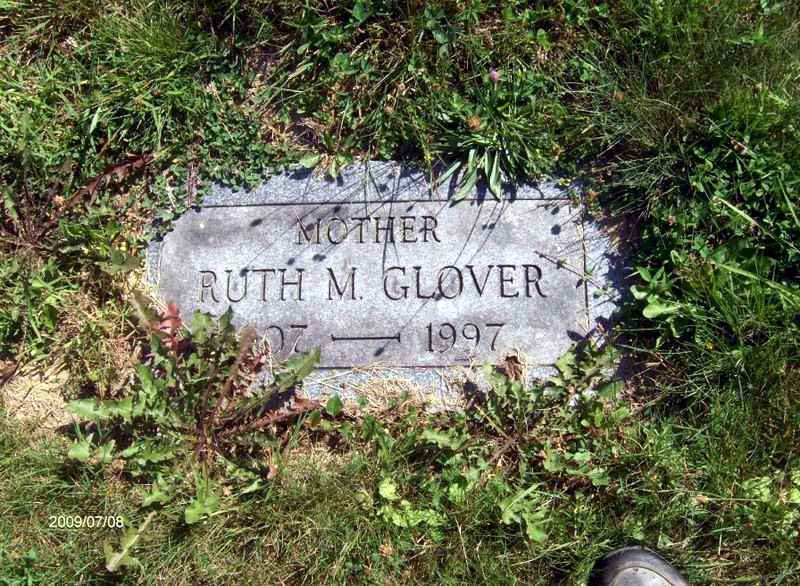 MOTHER
RUTH M. GLOVER
07 — 1997
2009/07/08